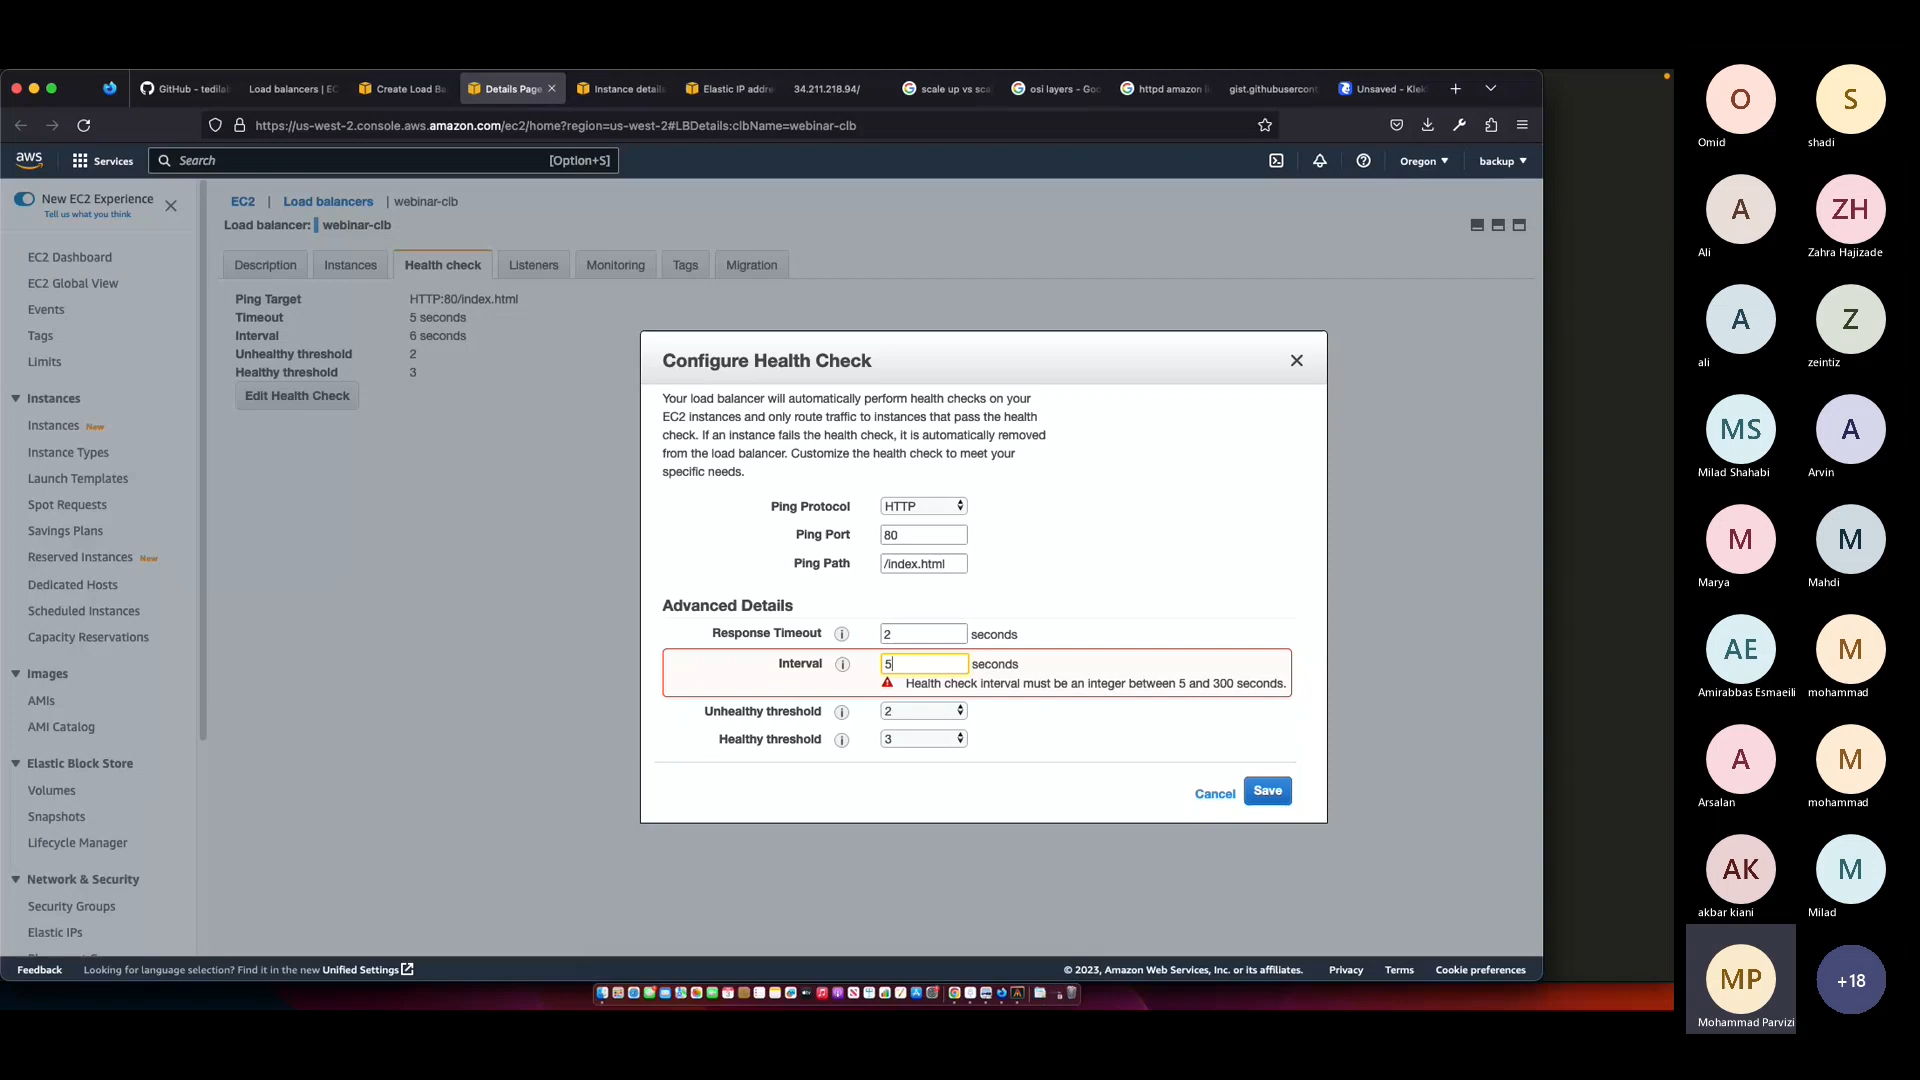 GitHub - tedilab
Load balancers | EC
Create Load Ba
Details Page
Instance details
Elastic IP addre
34.211.218.94/
scale up vs sca
osi layers - Goo
httpd amazon li
gist.githubusercont
Unsaved - Klek
https://us-west-2.console.aws.amazon.com/ec2/home?region=us-west-2#LBDetails:clbName=webinar-clb
aws
Services
Search
[Option+S]
Oregon
backup
New EC2 Experience
Tell us what you think
EC2 Dashboard
EC2 Global View
Events
Tags
Limits
Instances
Instances New
Instance Types
Launch Templates
Spot Requests
Savings Plans
Reserved Instances New
Dedicated Hosts
Scheduled Instances
Capacity Reservations
Images
AMIs
AMI Catalog
Elastic Block Store
Volumes
Snapshots
Lifecycle Manager
Network & Security
Security Groups
Elastic IPs
EC2 | Load balancers | webinar-clb
Load balancer: webinar-clb
Description
Instances
Health check
Listeners
Monitoring
Tags
Migration
Ping Target HTTP:80/index.html
Timeout 5 seconds
Interval 6 seconds
Unhealthy threshold 2
Healthy threshold 3
Edit Health Check
Configure Health Check
Your load balancer will automatically perform health checks on your
EC2 instances and only route traffic to instances that pass the health
check. If an instance fails the health check, it is automatically removed
from the load balancer. Customize the health check to meet your
specific needs.
Ping Protocol HTTP
Ping Port 80
Ping Path /index.html
Advanced Details
Response Timeout 2 seconds
Interval 5 seconds
Health check interval must be an integer between 5 and 300 seconds.
Unhealthy threshold 2
Healthy threshold 3
Cancel
Save
Feedback
Looking for language selection? Find it in the new Unified Settings
© 2023, Amazon Web Services, Inc. or its affiliates.
Privacy
Terms
Cookie preferences
O
Omid
S
shadi
A
Ali
ZH
Zahra Hajizade
A
ali
Z
zeintiz
MS
Milad Shahabi
A
Arvin
M
Marya
M
Mahdi
AE
Amirabbas Esmaeili
M
mohammad
A
Arsalan
M
mohammad
AK
akbar kiani
M
Milad
MP
Mohammad Parvizi
+18